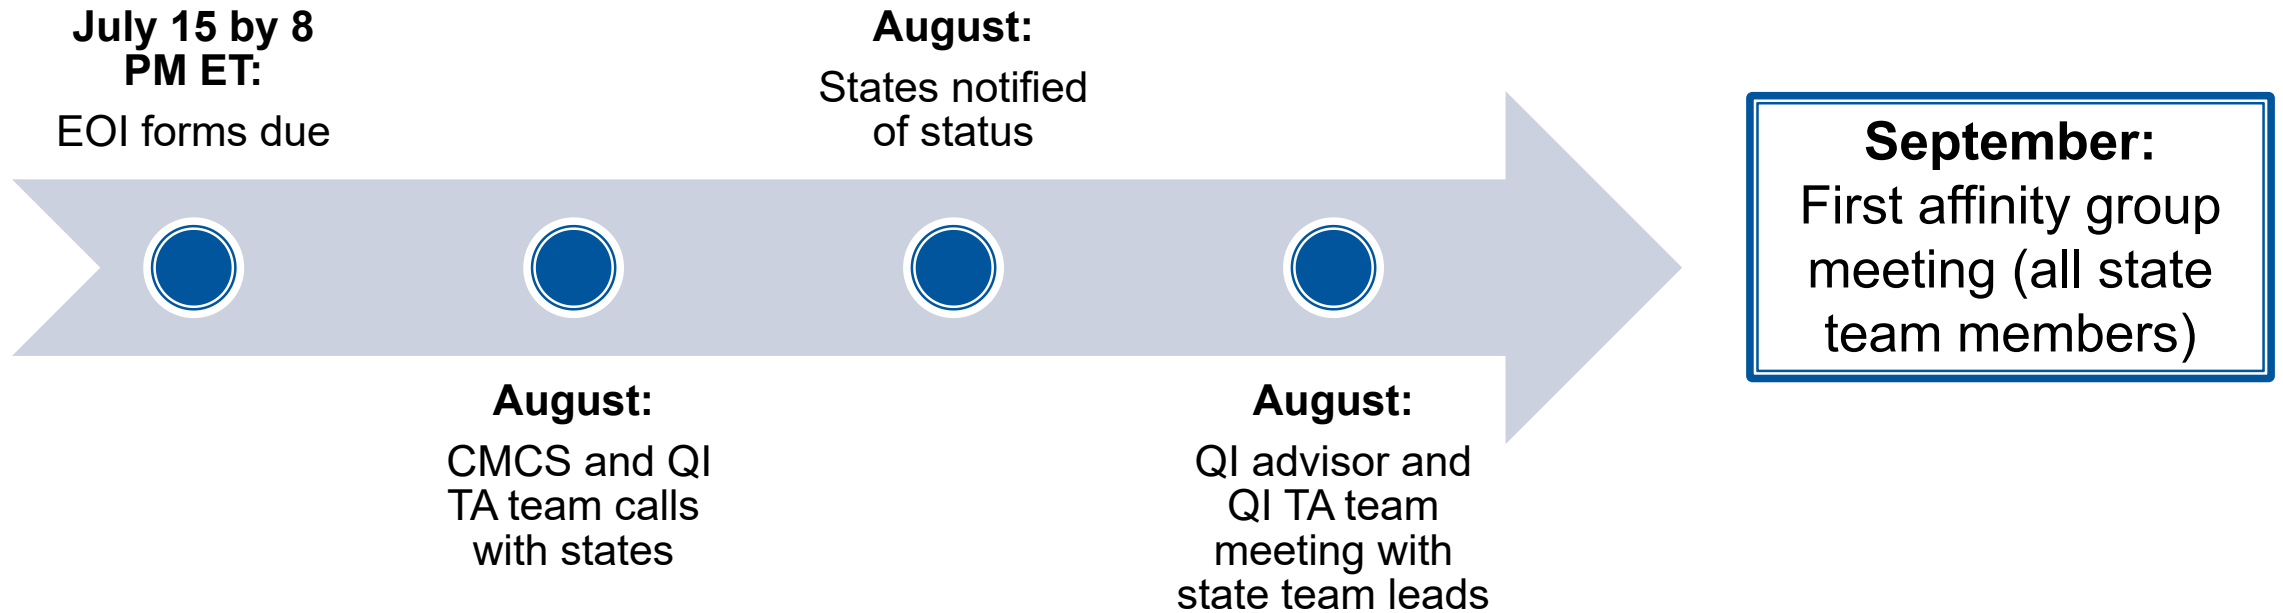 July 15 by 8
PM ET:
EOI forms due
August:
CMCS and QI
TA team calls
with states
August:
States notified
of status
August:
QI advisor and
QI TA team
meeting with
state team leads
September:
First affinity group
meeting (all state
team members)